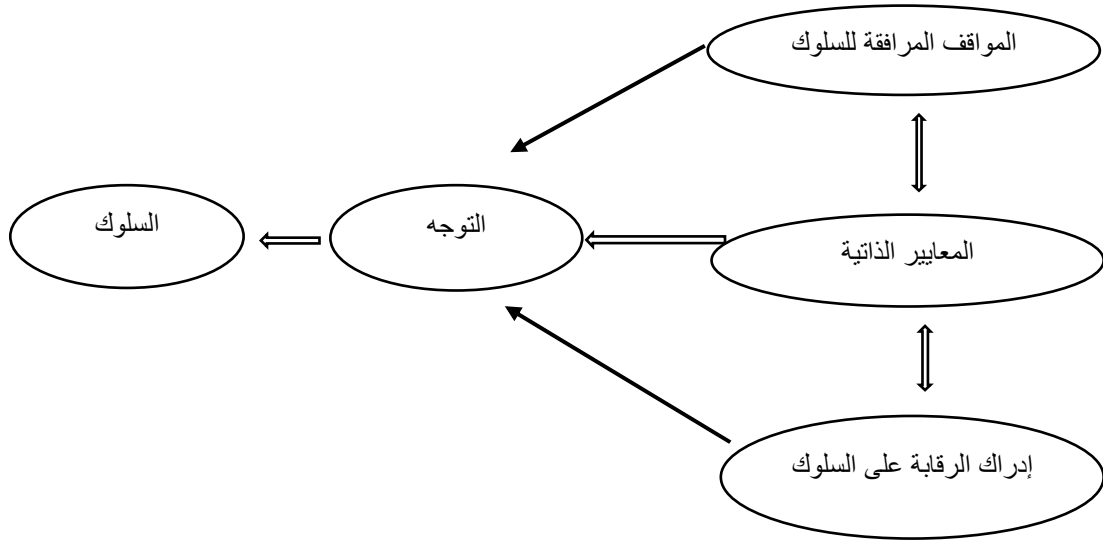 المواقف المرافقة للسلوك
السلوك
التوجه
المعايير الذاتية
إدراك الرقابة على السلوك